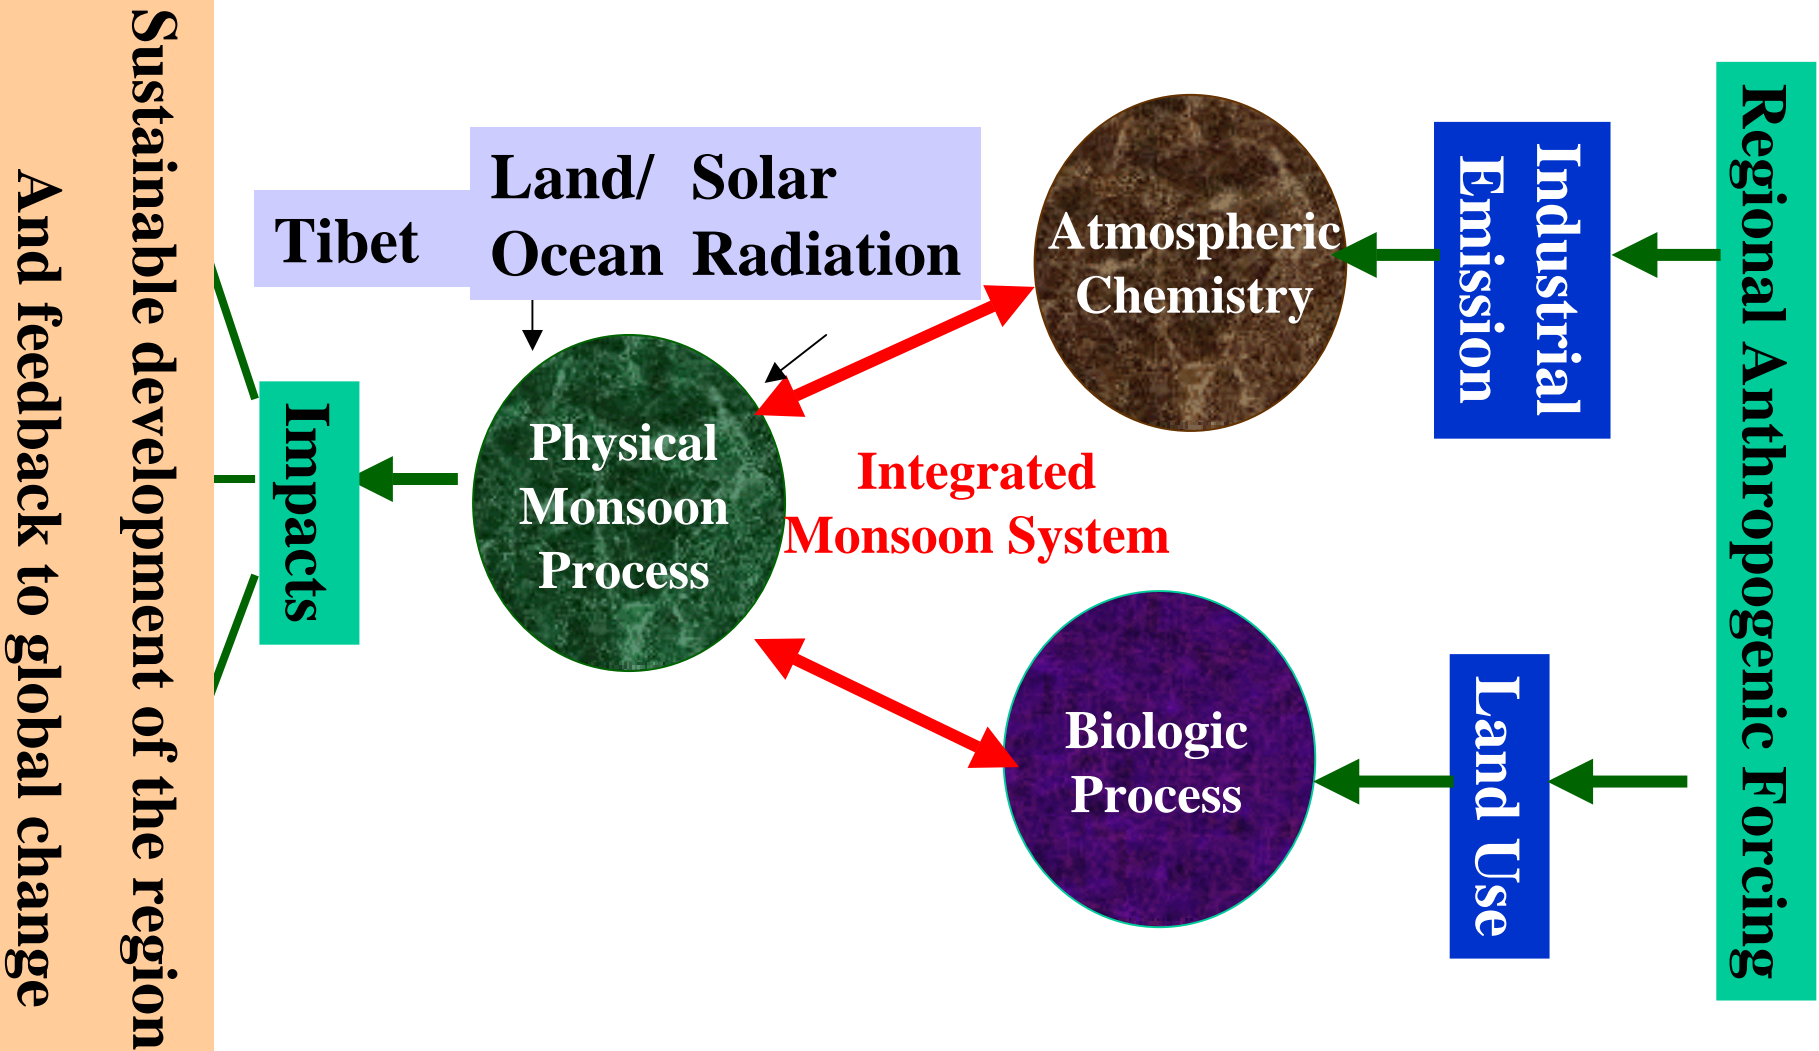 Sustainable development of the region
And feedback to global change
Tibet
Land/
Ocean
Solar
Radiation
Impacts
Physical
Monsoon
Process
Integrated
Monsoon System
Atmospheric
Chemistry
Biologic
Process
Industrial
Emission
Land Use
Regional Anthropogenic Forcing